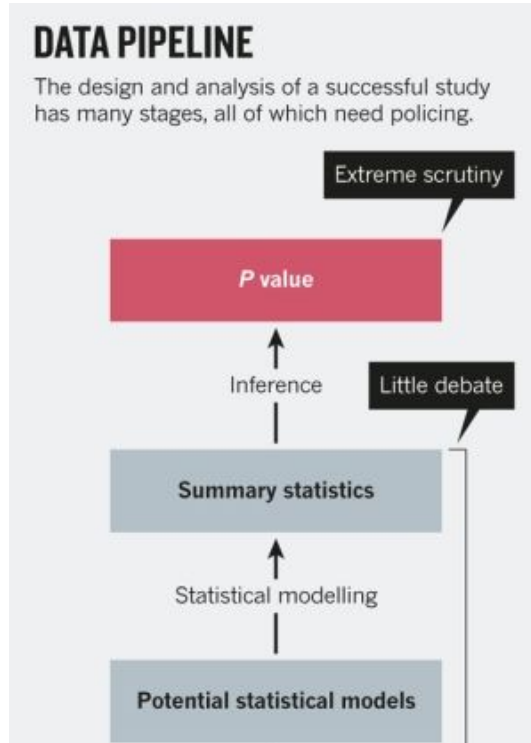 DATA PIPELINE
The design and analysis of a successful study
has many stages, all of which need policing.
Extreme scrutiny
P value
Inference
Little debate
Summary statistics
Statistical modelling
Potential statistical models